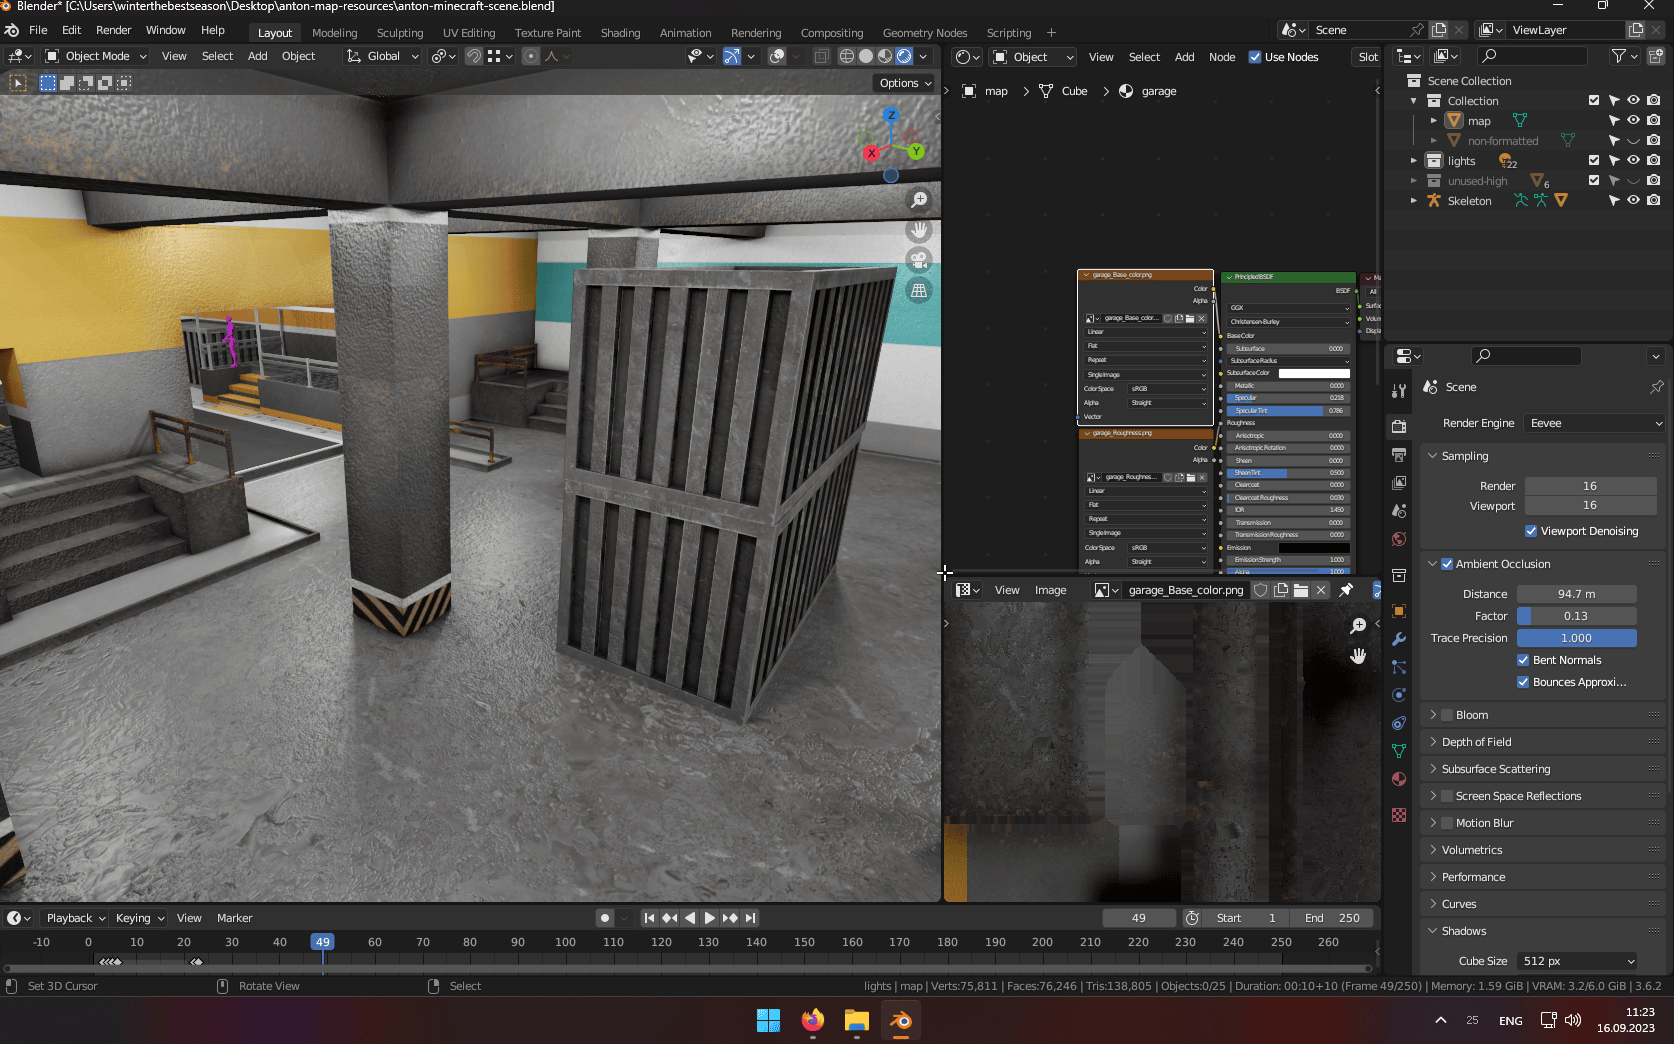 Blender* [C:\Users\winterthebestseason\Desktop\anton-map-resources\anton-minecraft-scene.blend]
File Edit Render Window Help Layout Modeling Sculpting UV Editing Texture Paint Shading Animation Rendering Compositing Geometry Nodes Scripting + Scene ViewLayer
Object Mode View Select Add Object Global Object View Select Add Node Use Nodes Slot
Options
map > Cube > garage
Z
X
Y
Scene Collection
Collection
map
non-formatted
lights 22
unused-high 6
Skeleton
garage_Base_color.png
Color
Alpha
garage_Base_color...
Linear
Flat
Repeat
Single Image
Color Space sRGB
Alpha Straight
Vector
garage_Roughness.png
Color
Alpha
garage_Roughnes...
Linear
Flat
Repeat
Single Image
Color Space sRGB
Alpha Straight
Principled BSDF
BSDF
GGX
Christensen-Burley
Base Color
Subsurface 0.000
Subsurface Radius
Subsurface Color
Metallic 0.000
Specular 0.218
Specular Tint 0.786
Roughness
Anisotropic 0.000
Anisotropic Rotation 0.000
Sheen 0.000
Sheen Tint 0.500
Clearcoat 0.000
Clearcoat Roughness 0.030
IOR 1.450
Transmission 0.000
Transmission Roughness 0.000
Emission
Emission Strength 1.000
Alpha 1.000
Ma
All
Surfac
Volum
Displa
View Image garage_Base_color.png
Scene
Render Engine Eevee
Sampling
Render 16
Viewport 16
Viewport Denoising
Ambient Occlusion
Distance 94.7 m
Factor 0.13
Trace Precision 1.000
Bent Normals
Bounces Approxi...
Bloom
Depth of Field
Subsurface Scattering
Screen Space Reflections
Motion Blur
Volumetrics
Performance
Curves
Shadows
Cube Size 512 px
Playback Keying View Marker 49 Start 1 End 250
-10 0 10 20 30 40 49 60 70 80 90 100 110 120 130 140 150 160 170 180 190 200 210 220 230 240 250 260
Set 3D Cursor Rotate View Select lights | map | Verts:75,811 | Faces:76,246 | Tris:138,805 | Objects:0/25 | Duration: 00:10+10 (Frame 49/250) | Memory: 1.59 GiB | VRAM: 3.2/6.0 GiB | 3.6.2
25 ENG 11:23
16.09.2023